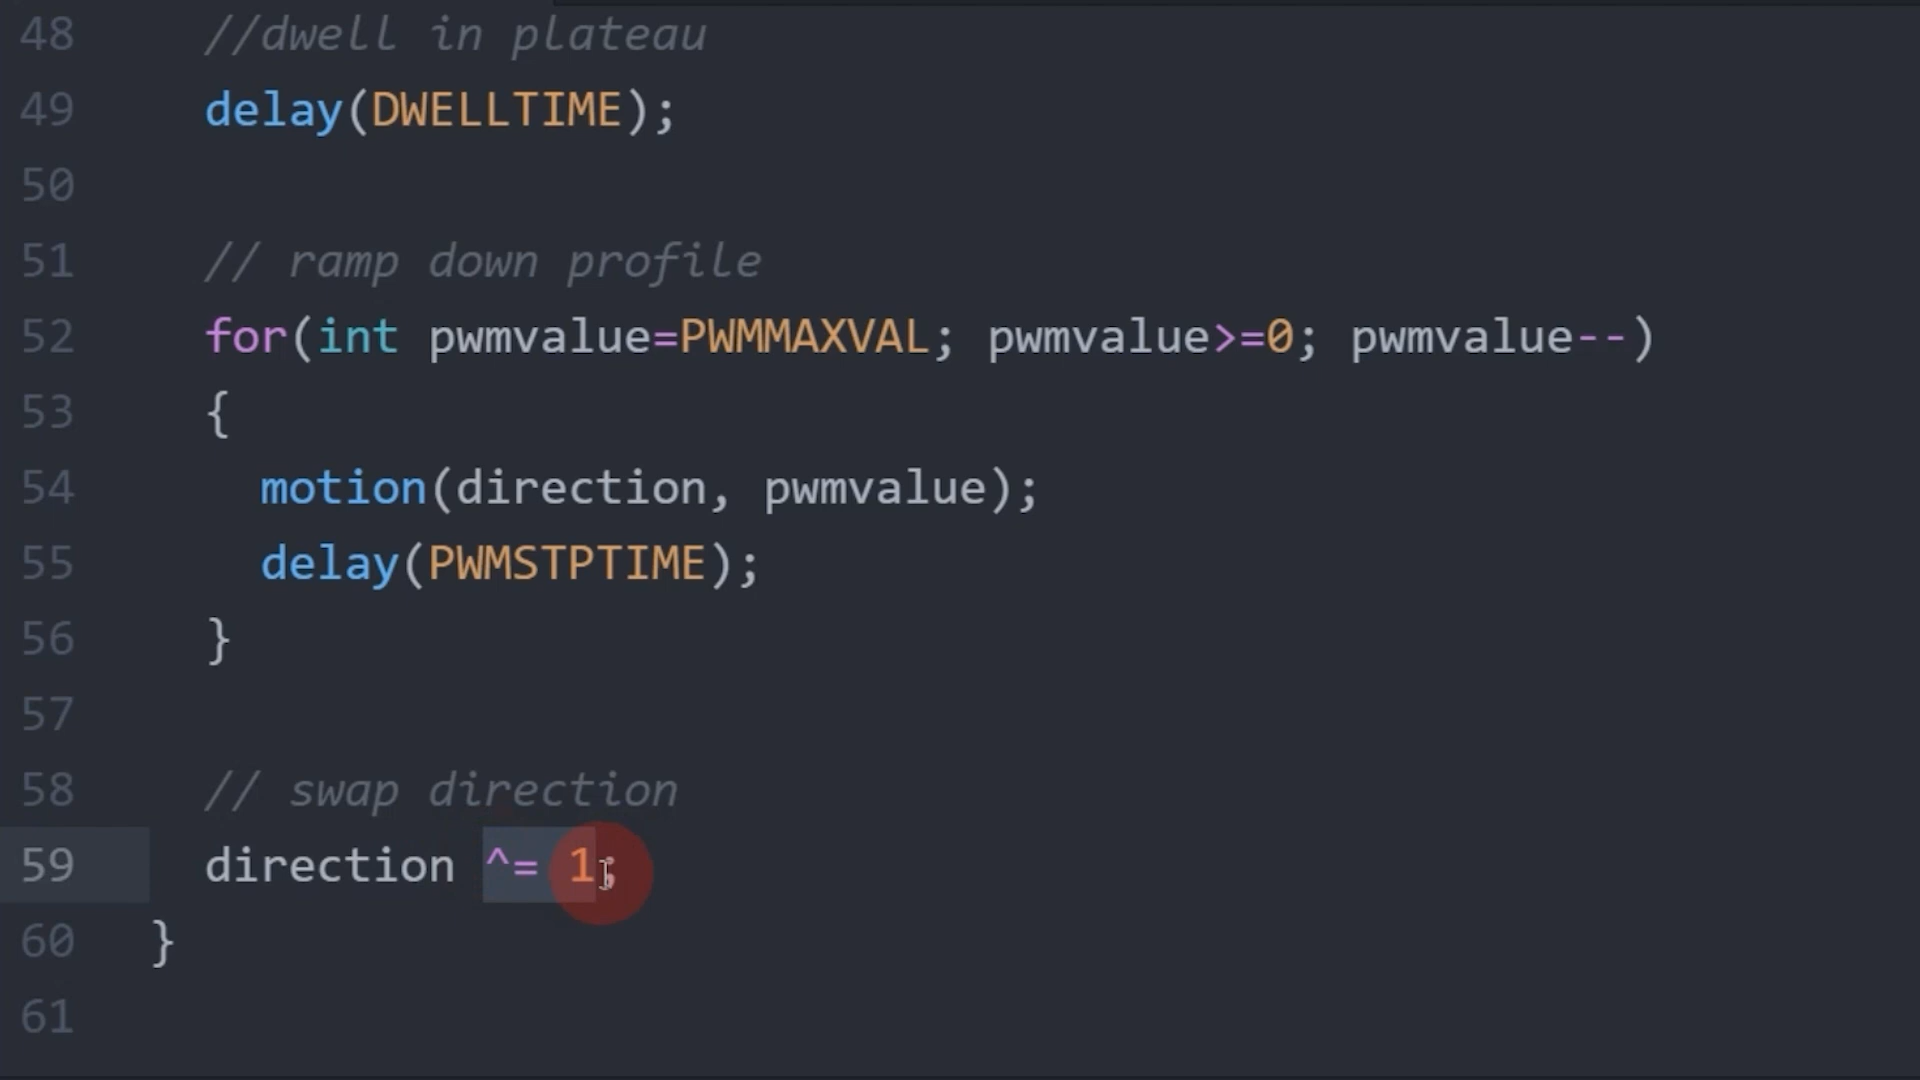 48 //dwell in plateau
49 delay(DWELLTIME);
50
51 // ramp down profile
52 for(int pwmvalue=PWMMAXVAL; pwmvalue>=0; pwmvalue--)
53 {
54 motion(direction, pwmvalue);
55 delay(PWMSTPTIME);
56 }
57
58 // swap direction
59 direction ^= 1;
60 }
61